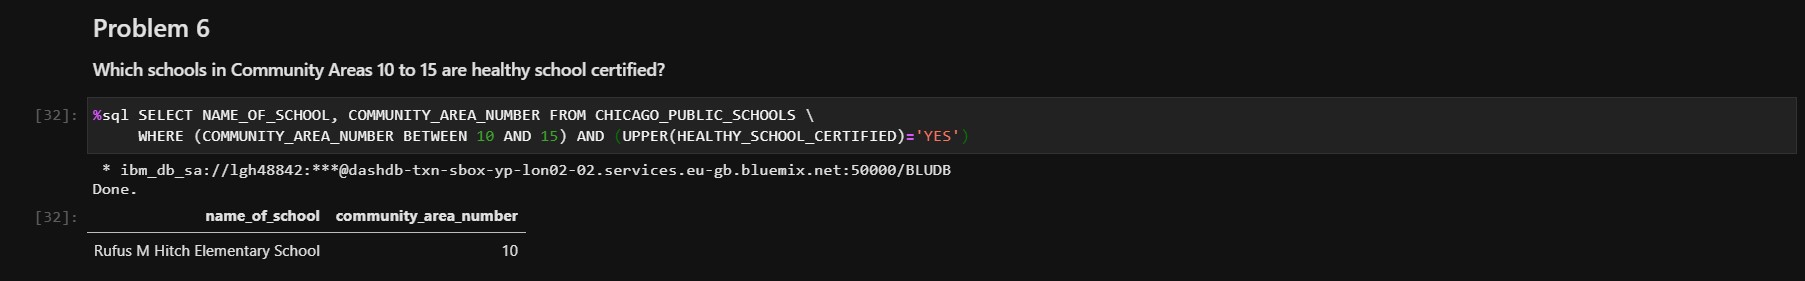 Problem 6
Which schools in Community Areas 10 to 15 are healthy school certified?
[32]: %sql SELECT NAME_OF_SCHOOL, COMMUNITY_AREA_NUMBER FROM CHICAGO_PUBLIC_SCHOOLS \
WHERE (COMMUNITY_AREA_NUMBER BETWEEN 10 AND 15) AND (UPPER(HEALTHY_SCHOOL_CERTIFIED)='YES')
* ibm_db_sa://lgh48842:***@dashdb-txn-sbox-yp-lon02-02.services.eu-gb.bluemix.net:50000/BLUDB
Done.
[32]: name_of_school community_area_number
Rufus M Hitch Elementary School 10